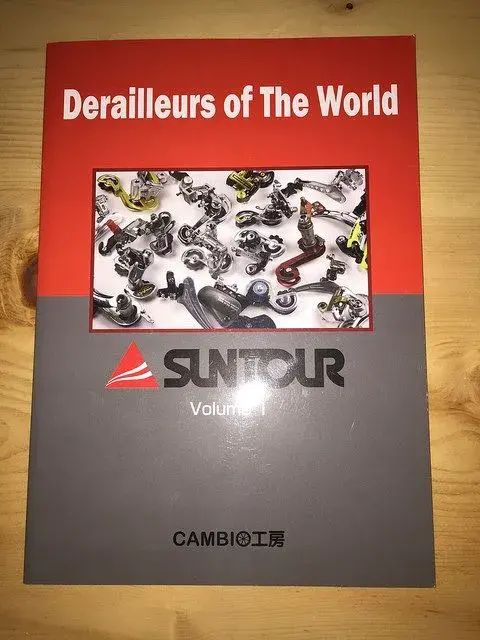 Derailleurs of The World
SUNTOUR
Volume 1
CAMBIO工房